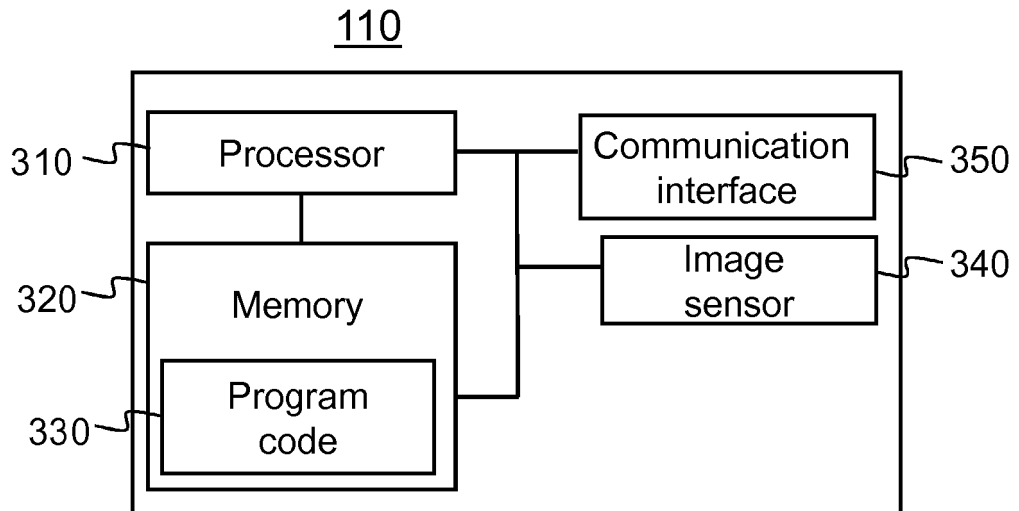 110
310
Processor
Communication
interface
350
320
Memory
Image
sensor
340
330
Program
code